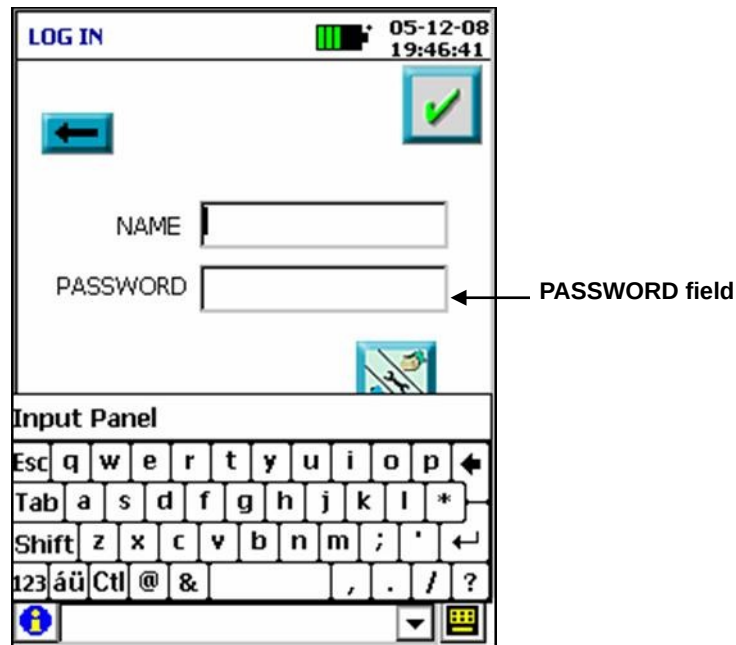 LOG IN 05-12-08
19:46:41
NAME
PASSWORD
PASSWORD field
Input Panel
Esc q w e r t y u i o p
Tab a s d f g h j k l *
Shift z x c v b n m ; '
123 áü Ctl @ & , . / ?